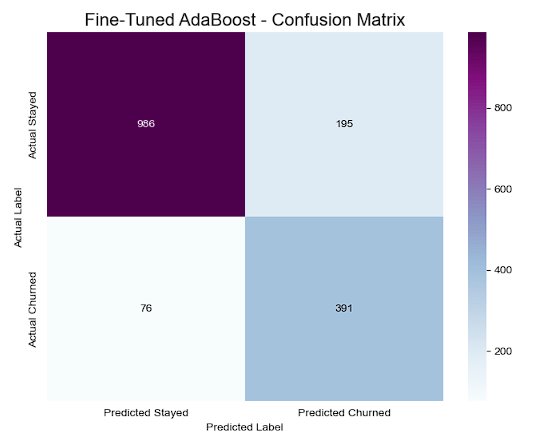 Fine-Tuned AdaBoost - Confusion Matrix
Actual Label
Actual Stayed
Actual Churned
986
195
76
391
Predicted Stayed
Predicted Churned
Predicted Label
800
600
400
200